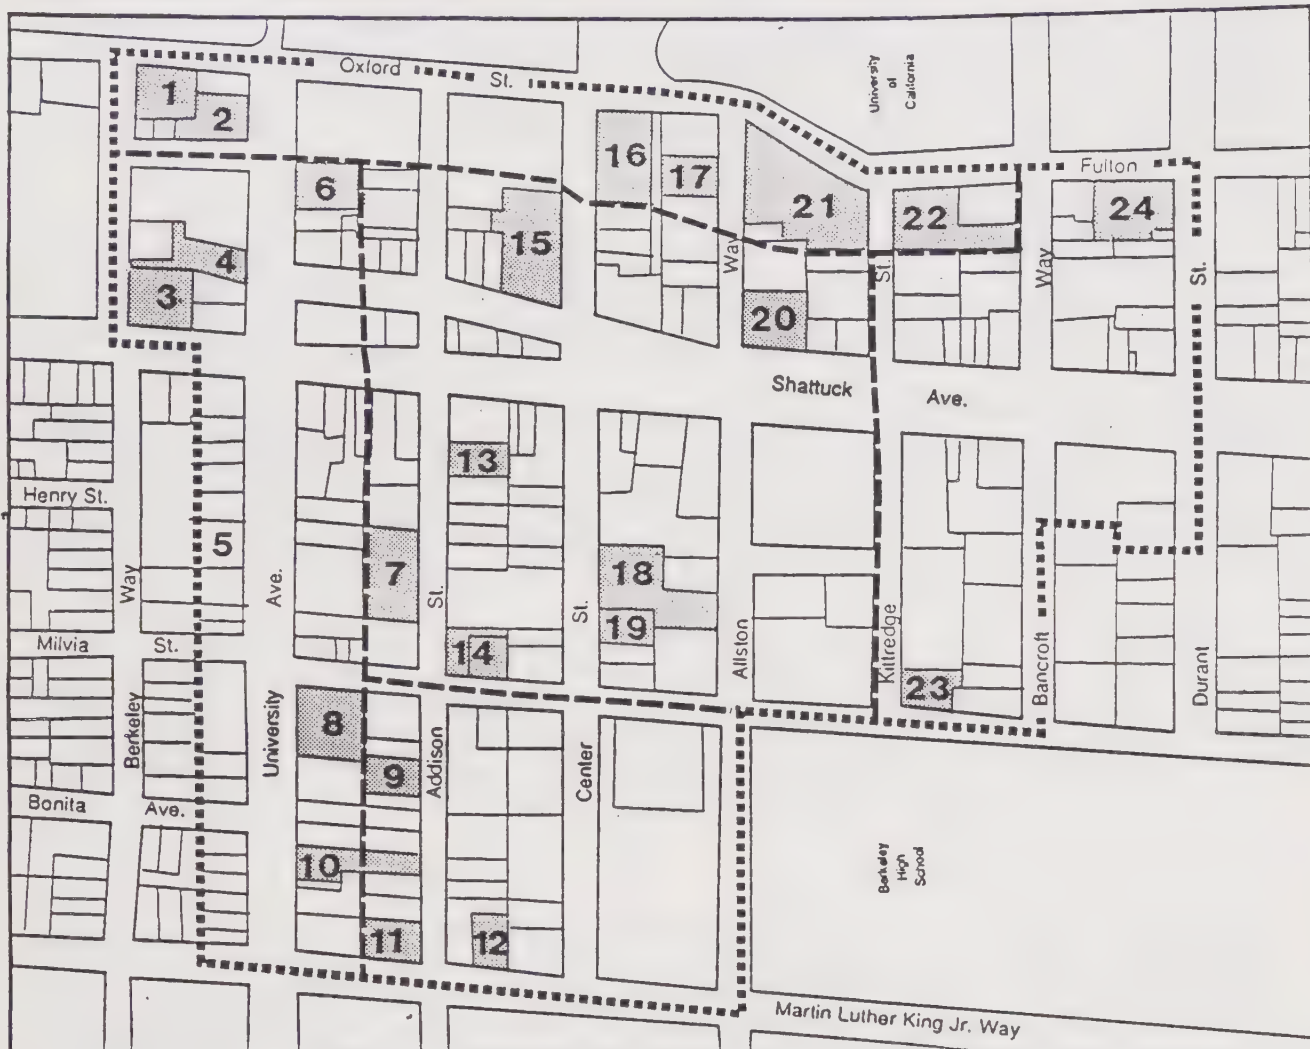 Oxford St.
University
of
California
1
2
Fulton
6
16
17
21
22
24
15
4
3
Way
St.
Way
St.
20
Shattuck Ave.
13
Henry St.
5
7
18
19
14
Way
Ave.
St.
St.
Allston
Kittredge
Bancroft
Durant
Milvia St.
23
8
9
Berkeley
University
Addison
Center
Bonita Ave.
10
11
12
Berkeley
High
School
Martin Luther King Jr. Way